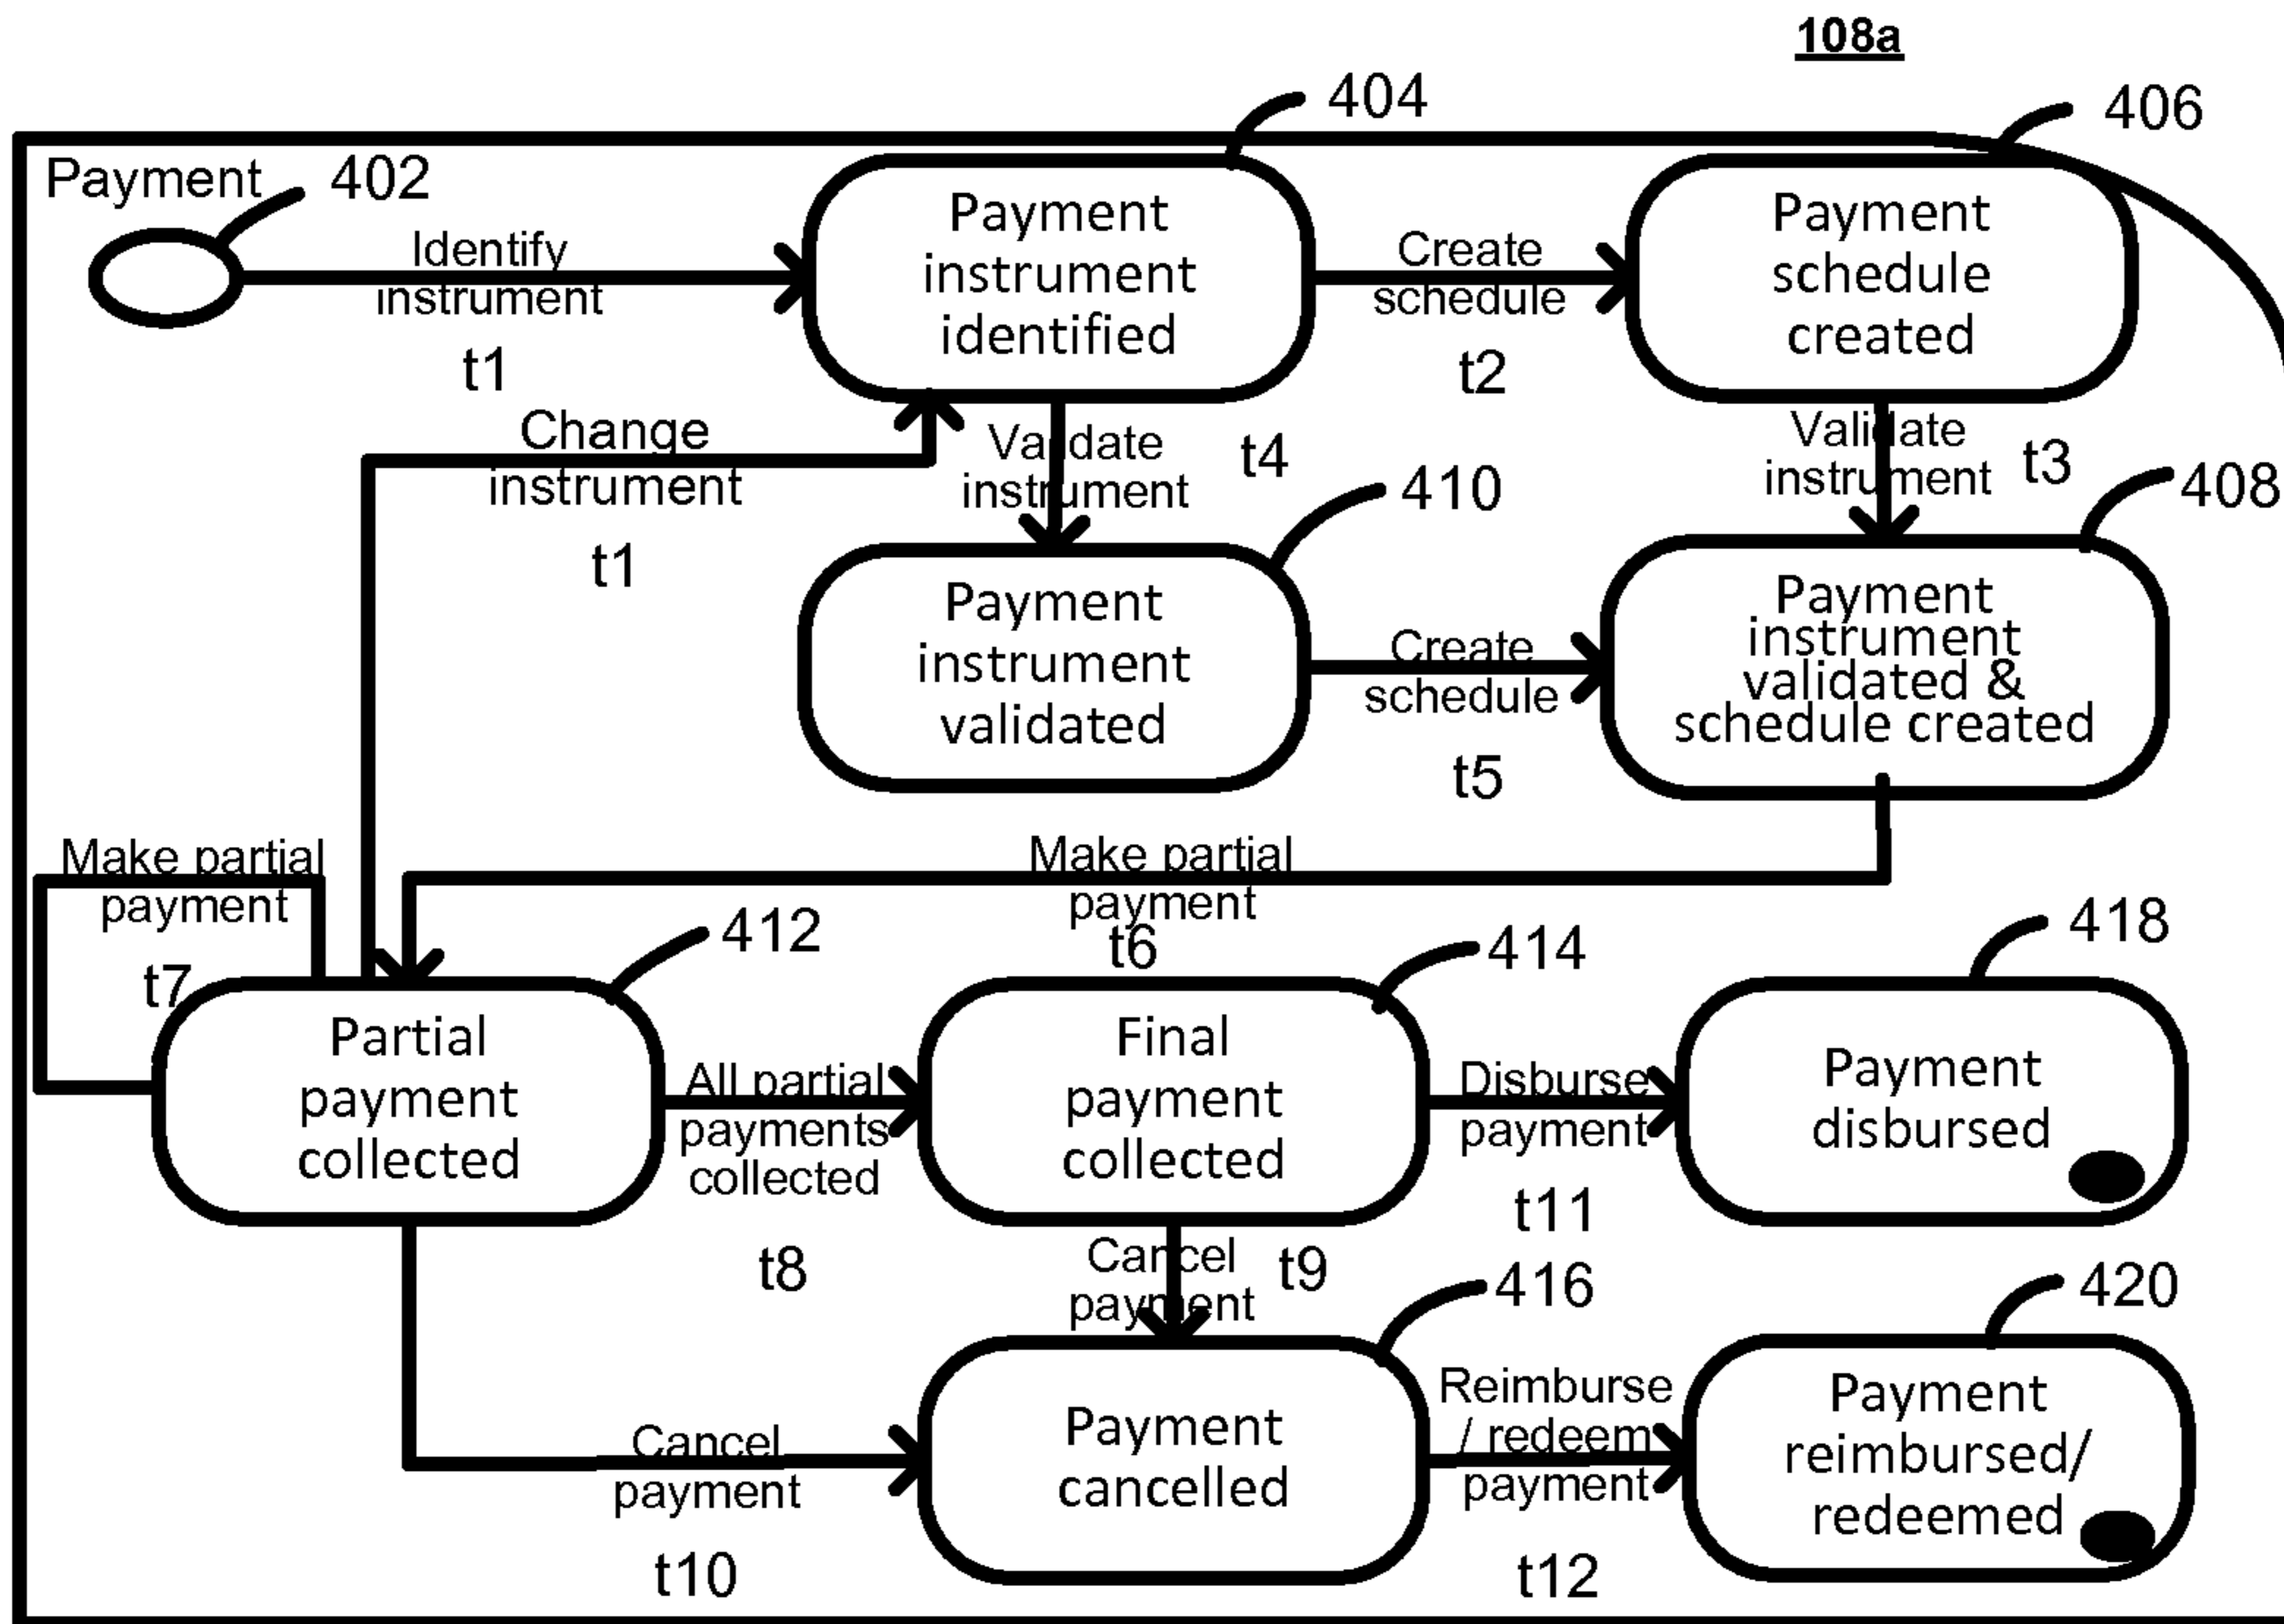 108a
404
406
Payment
402
Identify
instrument
t1
Payment
instrument
identified
Create
schedule
t2
Payment
schedule
created
Change
instrument
t1
Validate
instrument
t4
410
Validate
instrument
t3
408
Payment
instrument
validated
Create
schedule
t5
Payment
instrument
validated &
schedule created
Make partial
payment
t7
Make partial
payment
t6
412
414
418
Partial
payment
collected
All partial
payments
collected
t8
Final
payment
collected
Disburse
payment
t11
Payment
disbursed
Cancel
payment
t9
416
420
Cancel
payment
t10
Payment
cancelled
Reimburse
/ redeem
payment
t12
Payment
reimbursed/
redeemed